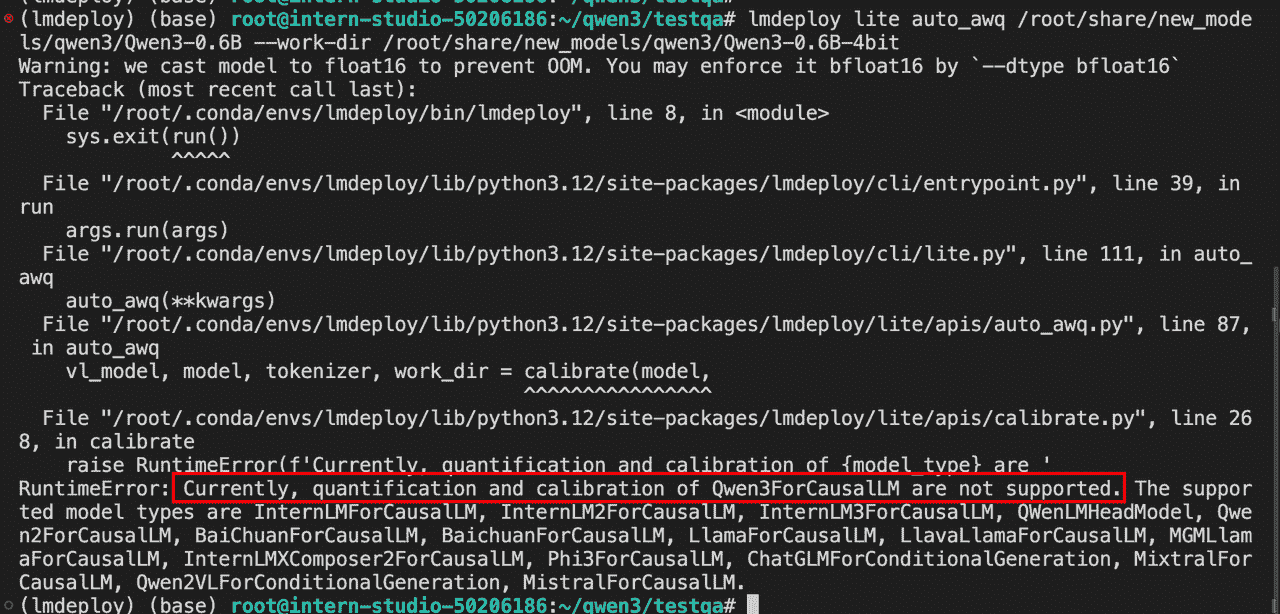 (lmdeploy) (base) root@intern-studio-50206186:~/qwen3/testqa# lmdeploy lite auto_awq /root/share/new_mode
ls/qwen3/Qwen3-0.6B --work-dir /root/share/new_models/qwen3/Qwen3-0.6B-4bit
Warning: we cast model to float16 to prevent OOM. You may enforce it bfloat16 by `--dtype bfloat16`
Traceback (most recent call last):
  File "/root/.conda/envs/lmdeploy/bin/lmdeploy", line 8, in <module>
    sys.exit(run())
             ^^^^^
  File "/root/.conda/envs/lmdeploy/lib/python3.12/site-packages/lmdeploy/cli/entrypoint.py", line 39, in
run
    args.run(args)
  File "/root/.conda/envs/lmdeploy/lib/python3.12/site-packages/lmdeploy/cli/lite.py", line 111, in auto_
awq
    auto_awq(**kwargs)
  File "/root/.conda/envs/lmdeploy/lib/python3.12/site-packages/lmdeploy/lite/apis/auto_awq.py", line 87,
 in auto_awq
    vl_model, model, tokenizer, work_dir = calibrate(model,
                                           ^^^^^^^^^^^^^^^^
  File "/root/.conda/envs/lmdeploy/lib/python3.12/site-packages/lmdeploy/lite/apis/calibrate.py", line 26
8, in calibrate
    raise RuntimeError(f'Currently, quantification and calibration of {model_type} are '
RuntimeError: Currently, quantification and calibration of Qwen3ForCausalLM are not supported. The suppor
ted model types are InternLMForCausalLM, InternLM2ForCausalLM, InternLM3ForCausalLM, QWenLMHeadModel, Qwe
n2ForCausalLM, BaiChuanForCausalLM, BaichuanForCausalLM, LlamaForCausalLM, LlavaLlamaForCausalLM, MGMLlam
aForCausalLM, InternLMXComposer2ForCausalLM, Phi3ForCausalLM, ChatGLMForConditionalGeneration, MixtralFor
CausalLM, Qwen2VLForConditionalGeneration, MistralForCausalLM.
(lmdeploy) (base) root@intern-studio-50206186:~/qwen3/testqa#